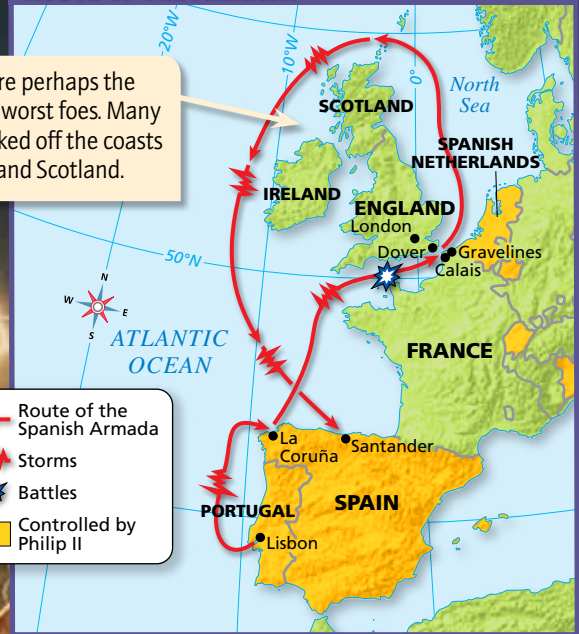 20°W
10°W
0°
North
Sea
re perhaps the
worst foes. Many
ked off the coasts
and Scotland.
SCOTLAND
SPANISH
NETHERLANDS
IRELAND
ENGLAND
London
Dover
Gravelines
Calais
50°N
N
W
E
S
ATLANTIC
OCEAN
FRANCE
Route of the
Spanish Armada
Storms
Battles
Controlled by
Philip II
La
Coruña
Santander
PORTUGAL
SPAIN
Lisbon